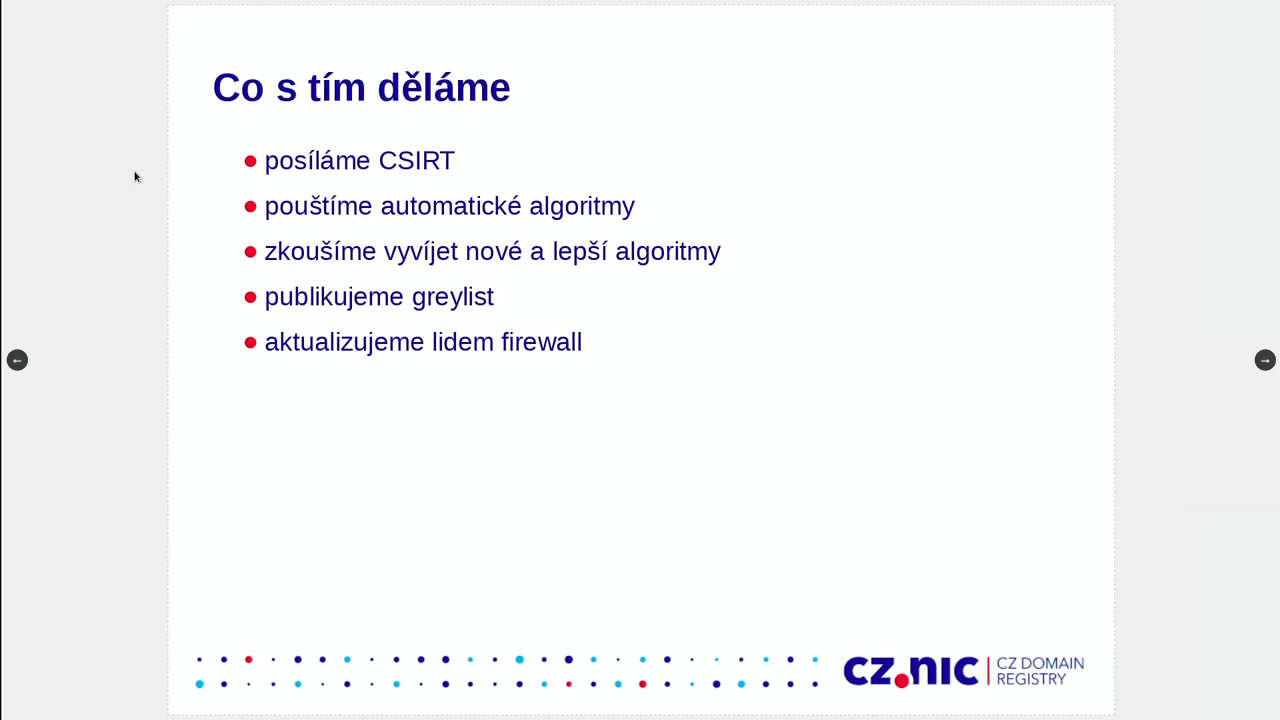 Co s tím děláme
posíláme CSIRT
pouštíme automatické algoritmy
zkoušíme vyvíjet nové a lepší algoritmy
publikujeme greylist
aktualizujeme lidem firewall
cz.nic
CZ DOMAIN
REGISTRY